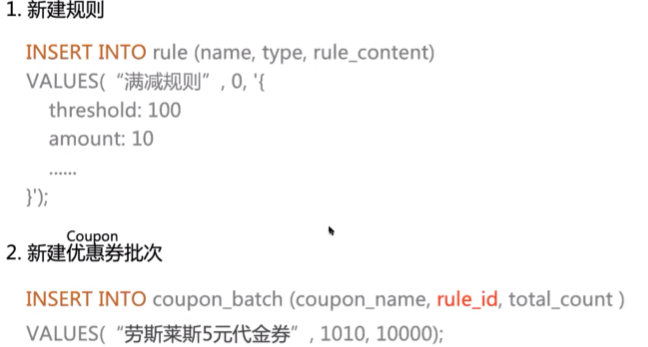 1. 新建规则
INSERT INTO rule (name, type, rule_content)
VALUES(“满减规则”, 0, '{
threshold: 100
amount: 10
......
}');
Coupon
2. 新建优惠券批次
INSERT INTO coupon_batch (coupon_name, rule_id, total_count )
VALUES(“劳斯莱斯5元代金券”, 1010, 10000);